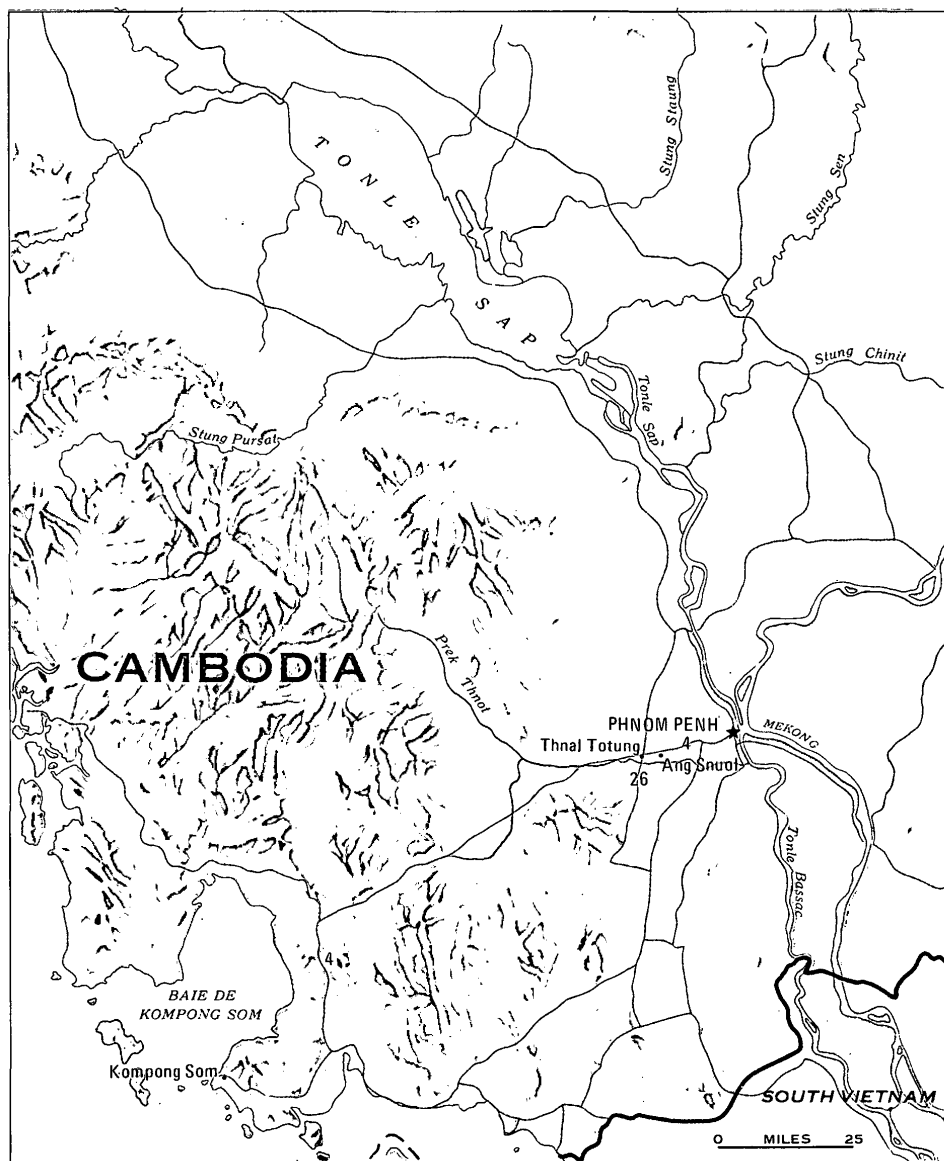 TONLE SAP
Stung Staung
Stung Sen
Stung Chinit
Tonle Sap
Stung Pursat
CAMBODIA
Prek Thnot
PHNOM PENH
MEKONG
Thnal Totung
4
Ang Snuol
26
Tonle Bassac
4
BAIE DE
KOMPONG SOM
Kompong Som
SOUTH VIETNAM
0 MILES 25